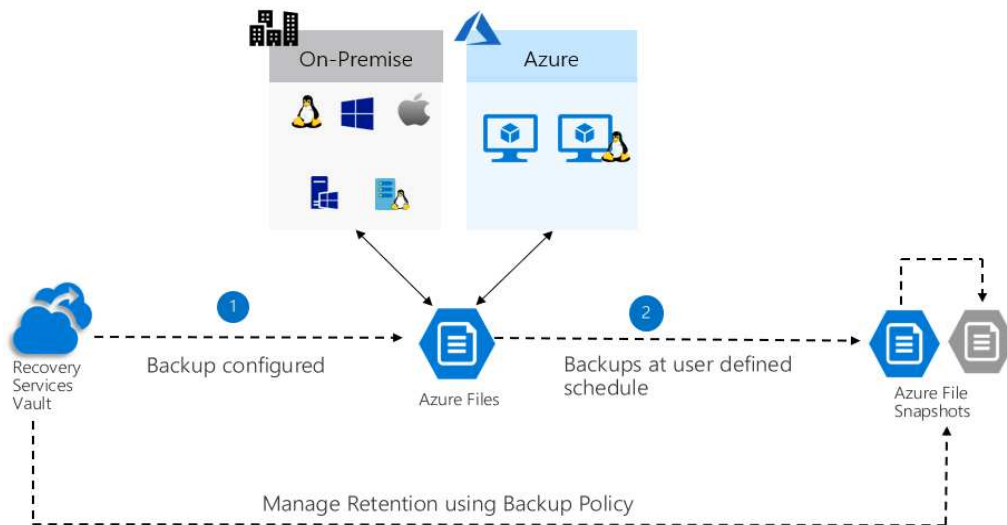 On-Premise
Azure
1
Backup configured
2
Backups at user defined
schedule
Recovery
Services
Vault
Azure Files
Azure File
Snapshots
Manage Retention using Backup Policy